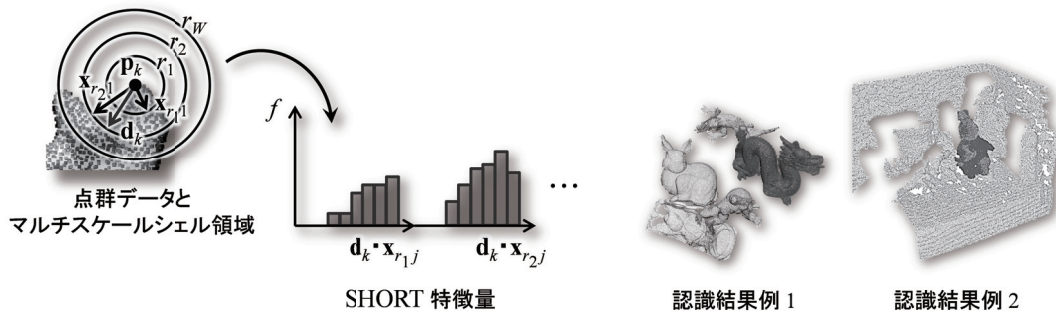 r_W
r_2
p_k r_1
x_{r_2 1}
x_{r_1 1}
d_k
点群データと
マルチスケールシェル領域
f
...
d_k・x_{r_1 j}
d_k・x_{r_2 j}
SHORT 特徴量
認識結果例 1
認識結果例 2